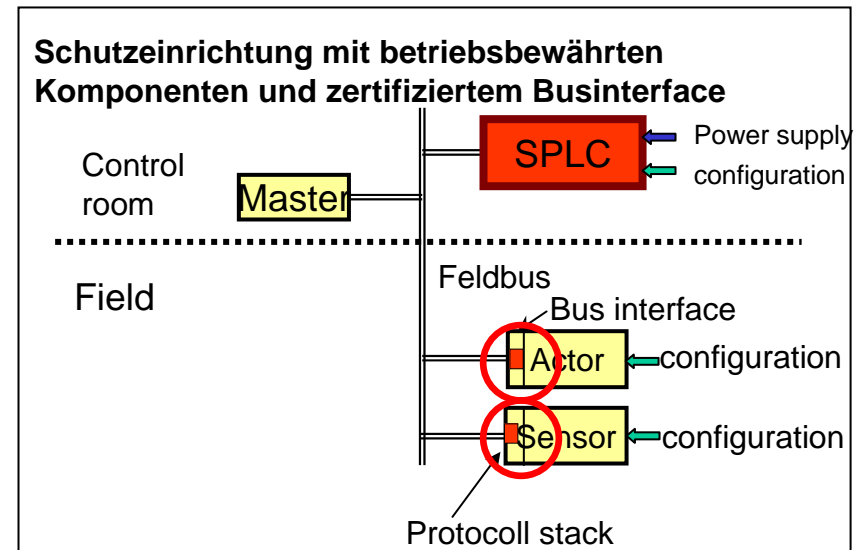 Schutzeinrichtung mit betriebsbewährten
Komponenten und zertifiziertem Businterface
SPLC
Power supply
configuration
Control
room
Master
Field
Feldbus
Bus interface
Actor
configuration
Sensor
configuration
Protocoll stack